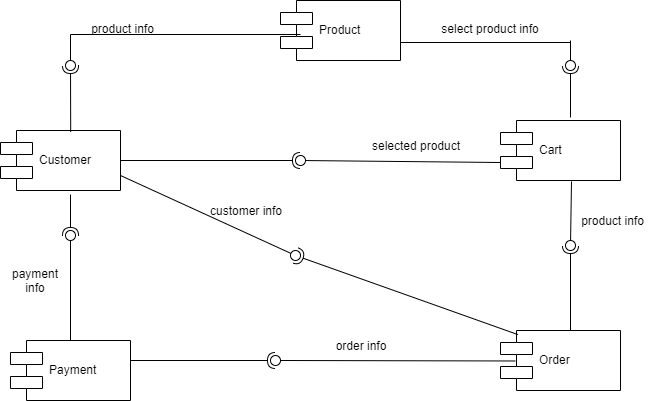 product info
Product
select product info
Customer
selected product
Cart
customer info
product info
payment
info
order info
Payment
Order